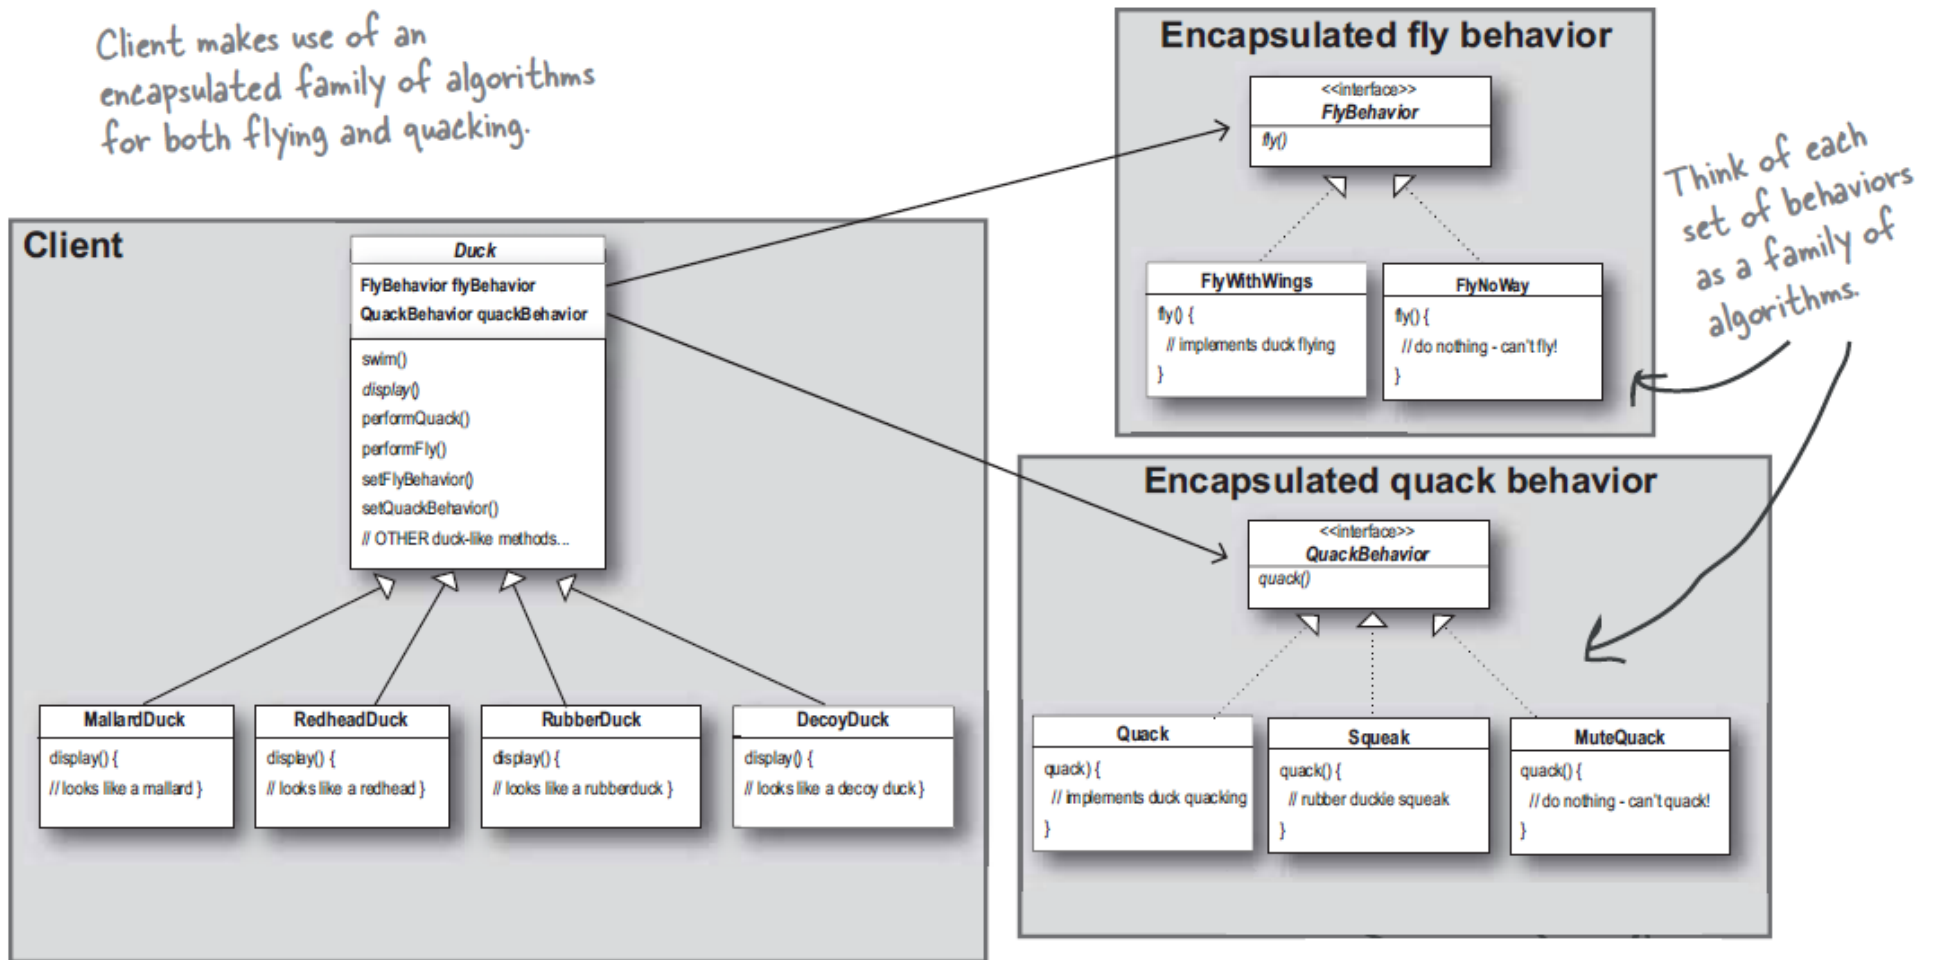 Client makes use of an
encapsulated family of algorithms
for both flying and quacking.
Client
Duck
FlyBehavior flyBehavior
QuackBehavior quackBehavior
swim()
display()
performQuack()
performFly()
setFlyBehavior()
setQuackBehavior()
// OTHER duck-like methods...
MallardDuck
display() {
// looks like a mallard }
RedheadDuck
display() {
// looks like a redhead }
RubberDuck
display() {
// looks like a rubberduck }
DecoyDuck
display() {
// looks like a decoy duck }
Encapsulated fly behavior
<<interface>>
FlyBehavior
fly()
FlyWithWings
fly() {
// implements duck flying
}
FlyNoWay
fly() {
// do nothing - can't fly!
}
Think of each
set of behaviors
as a family of
algorithms.
Encapsulated quack behavior
<<interface>>
QuackBehavior
quack()
Quack
quack) {
// implements duck quacking
}
Squeak
quack() {
// rubber duckie squeak
}
MuteQuack
quack() {
// do nothing - can't quack!
}